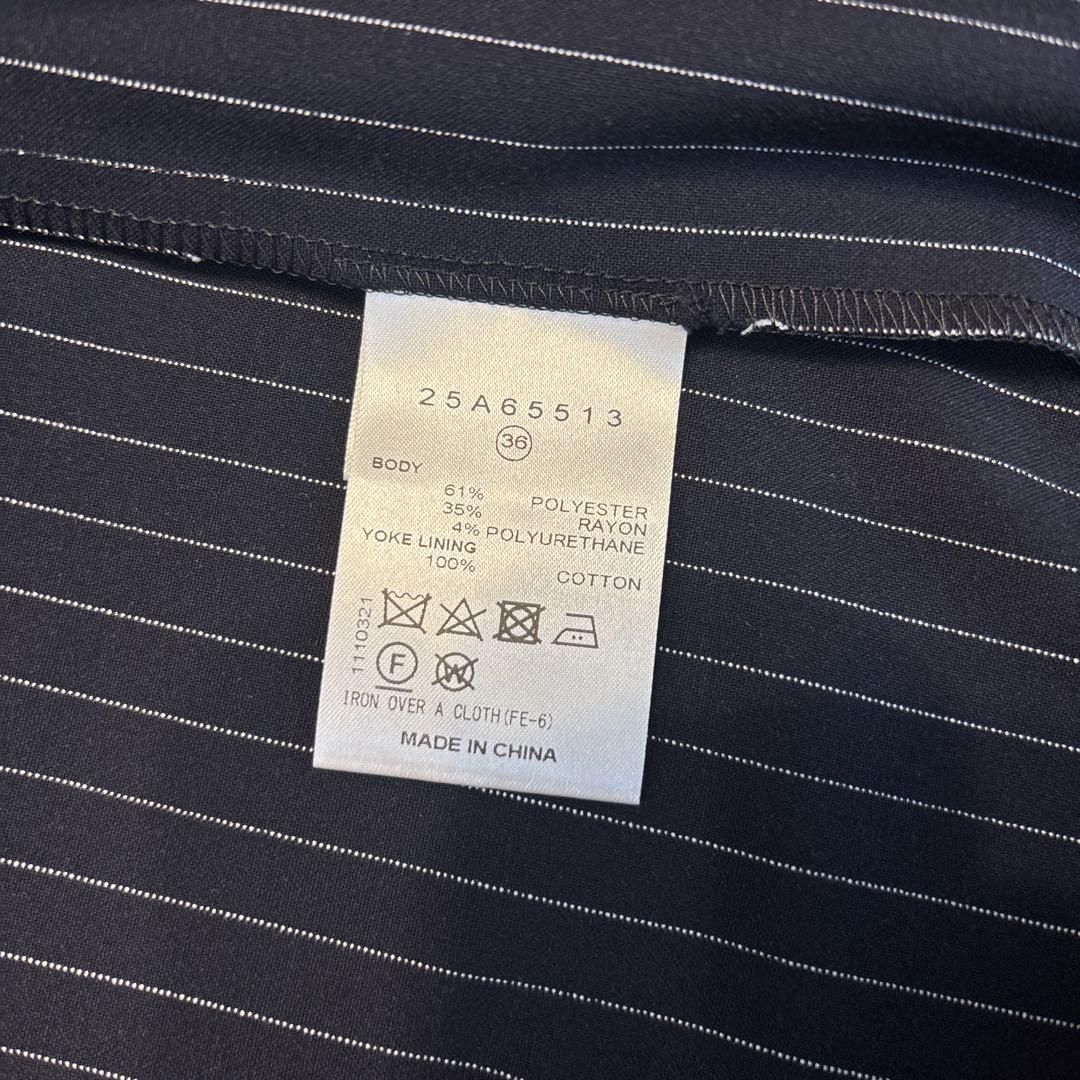 25A65513
36
BODY
61% POLYESTER
35% RAYON
4% POLYURETHANE
YOKE LINING
100% COTTON
1110321
F
W
IRON OVER A CLOTH(FE-6)
MADE IN CHINA